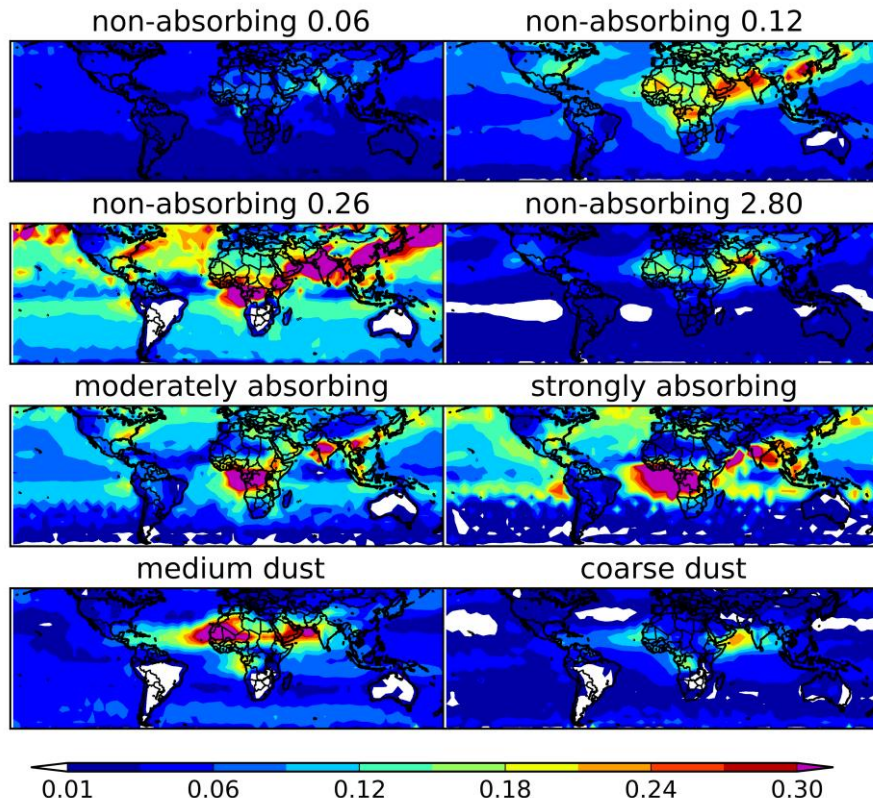 non-absorbing 0.06
non-absorbing 0.12
non-absorbing 0.26
non-absorbing 2.80
moderately absorbing
strongly absorbing
medium dust
coarse dust
0.01 0.06 0.12 0.18 0.24 0.30